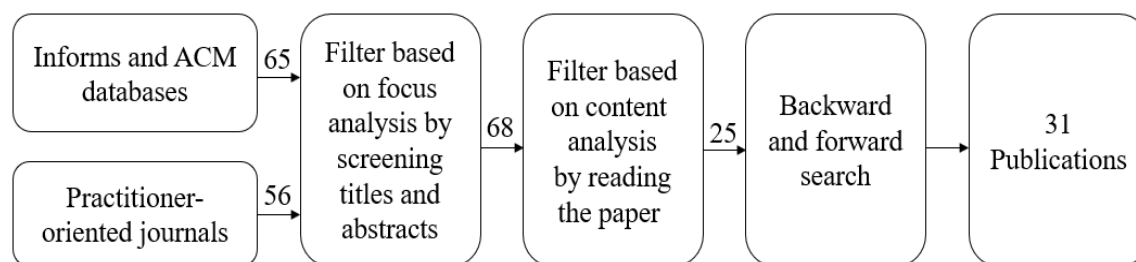 Informs and ACM
databases
65
Practitioner-
oriented journals
56
Filter based
on focus
analysis by
screening
titles and
abstracts
68
Filter based
on content
analysis
by reading
the paper
25
Backward
and forward
search
31
Publications